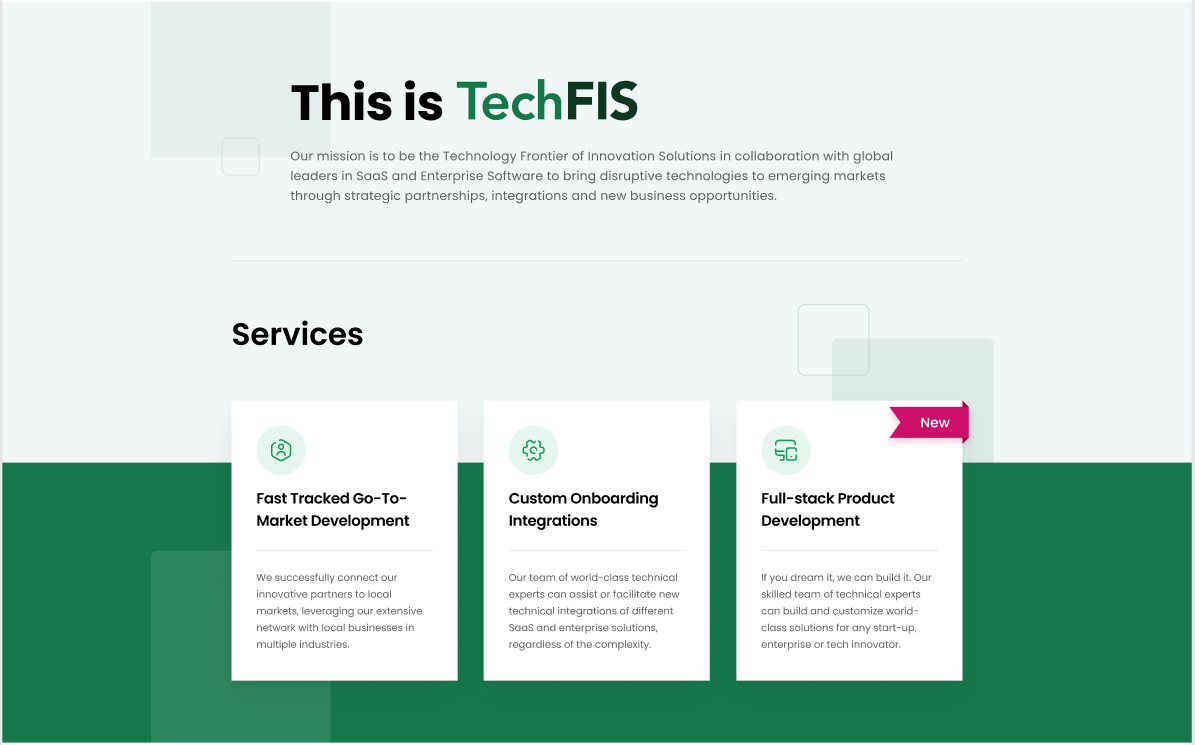 This is TechFIS
Our mission is to be the Technology Frontier of Innovation Solutions in collaboration with global
leaders in SaaS and Enterprise Software to bring disruptive technologies to emerging markets
through strategic partnerships, integrations and new business opportunities.
Services
Fast Tracked Go-To-
Market Development
We successfully connect our
innovative partners to local
markets, leveraging our extensive
network with local businesses in
multiple industries.
Custom Onboarding
Integrations
Our team of world-class technical
experts can assist or facilitate new
technical integrations of different
SaaS and enterprise solutions,
regardless of the complexity.
New
Full-stack Product
Development
If you dream it, we can build it. Our
skilled team of technical experts
can build and customize world-
class solutions for any start-up,
enterprise or tech innovator.